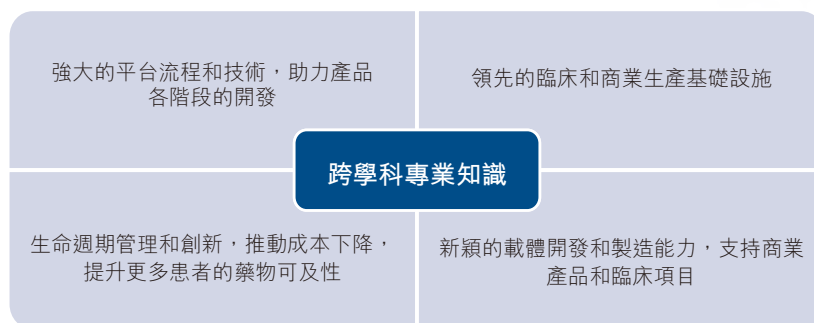 強大的平台流程和技術，助力產品
各階段的開發
領先的臨床和商業生產基礎設施
跨學科專業知識
生命週期管理和創新，推動成本下降，
提升更多患者的藥物可及性
新穎的載體開發和製造能力，支持商業
產品和臨床項目